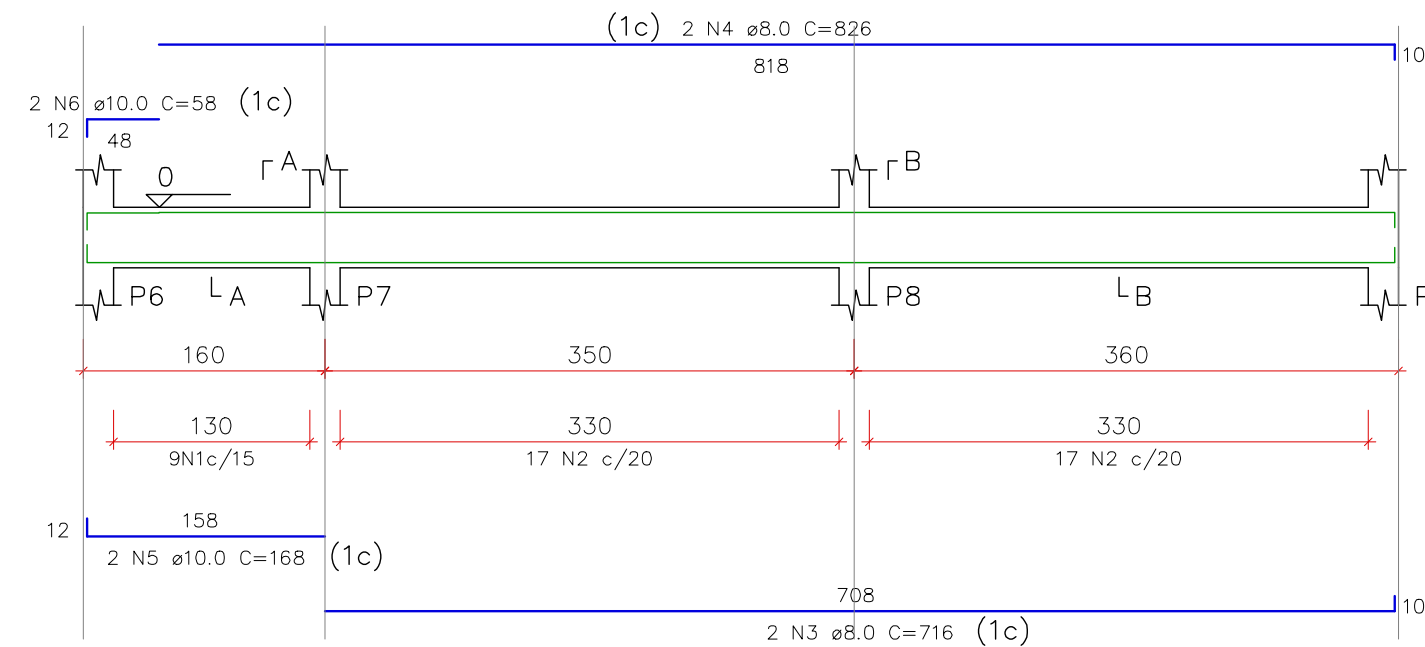 (1c) 2 N4 ø8.0 C=826
818
10
2 N6 ø10.0 C=58 (1c)
12
48
0
A
B
P6
A
P7
P8
B
P
160
350
360
130
330
330
9N1c/15
17 N2 c/20
17 N2 c/20
12
158
2 N5 ø10.0 C=168 (1c)
708
10
2 N3 ø8.0 C=716 (1c)